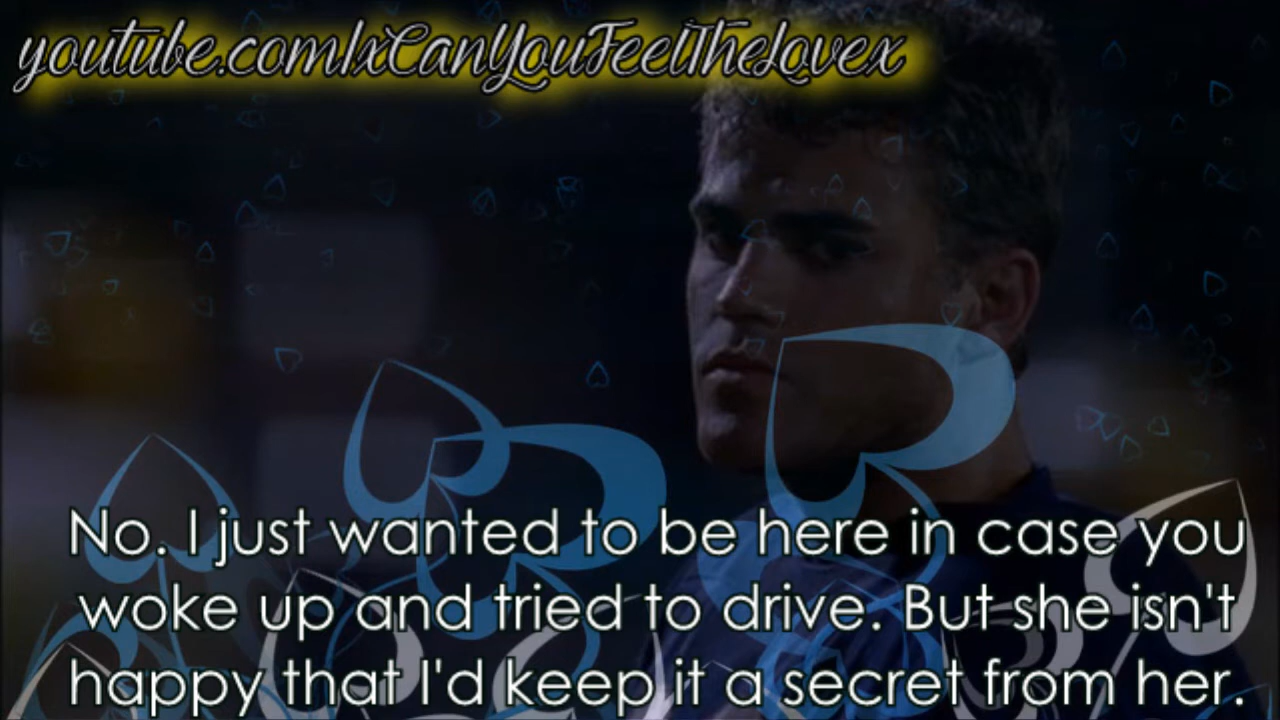 youtube.com|xCanYouFeelTheLovex
No. I just wanted to be here in case you
woke up and tried to drive. But she isn't
happy that I'd keep it a secret from her.